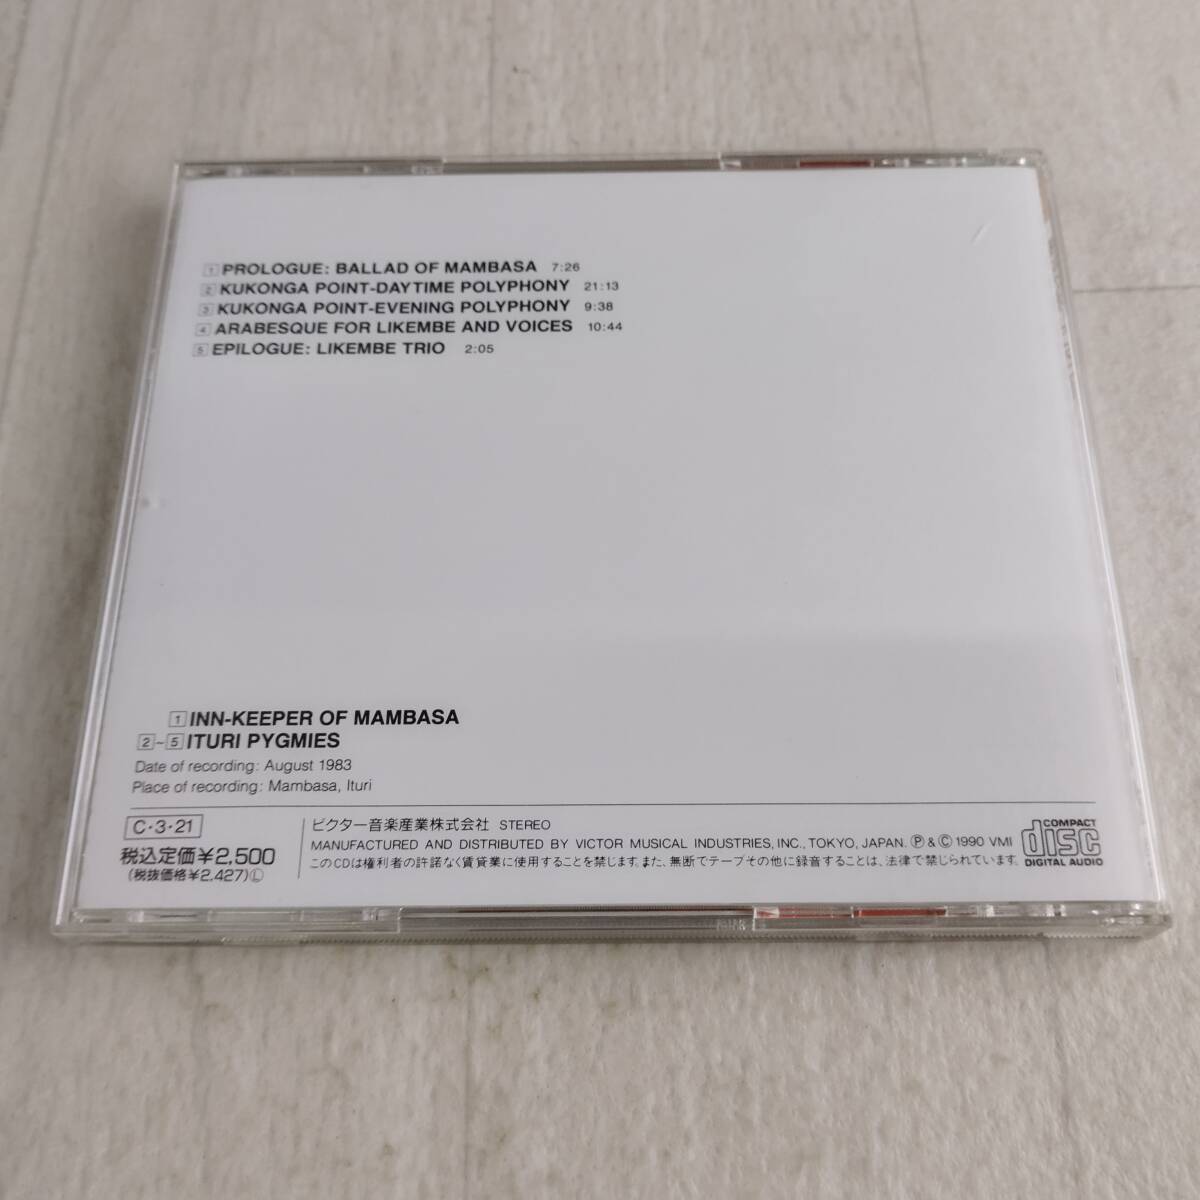 1 PROLOGUE: BALLAD OF MAMBASA 7:26
2 KUKONGA POINT-DAYTIME POLYPHONY 21:13
3 KUKONGA POINT-EVENING POLYPHONY 9:38
4 ARABESQUE FOR LIKEMBE AND VOICES 10:44
5 EPILOGUE: LIKEMBE TRIO 2:05
1 INN-KEEPER OF MAMBASA
2~5 ITURI PYGMIES
Date of recording: August 1983
Place of recording: Mambasa, Ituri
C・3・21
税込定価¥2,500
(税抜価格¥2,427)Ⓛ
ビクター音楽産業株式会社 STEREO
MANUFACTURED AND DISTRIBUTED BY VICTOR MUSICAL INDUSTRIES, INC., TOKYO, JAPAN. Ⓟ & Ⓒ 1990 VMI
このCDは権利者の許諾なく賃貸業に使用することを禁じます。また、無断でテープその他に録音することは、法律で禁じられています。
COMPACT
disc
DIGITAL AUDIO